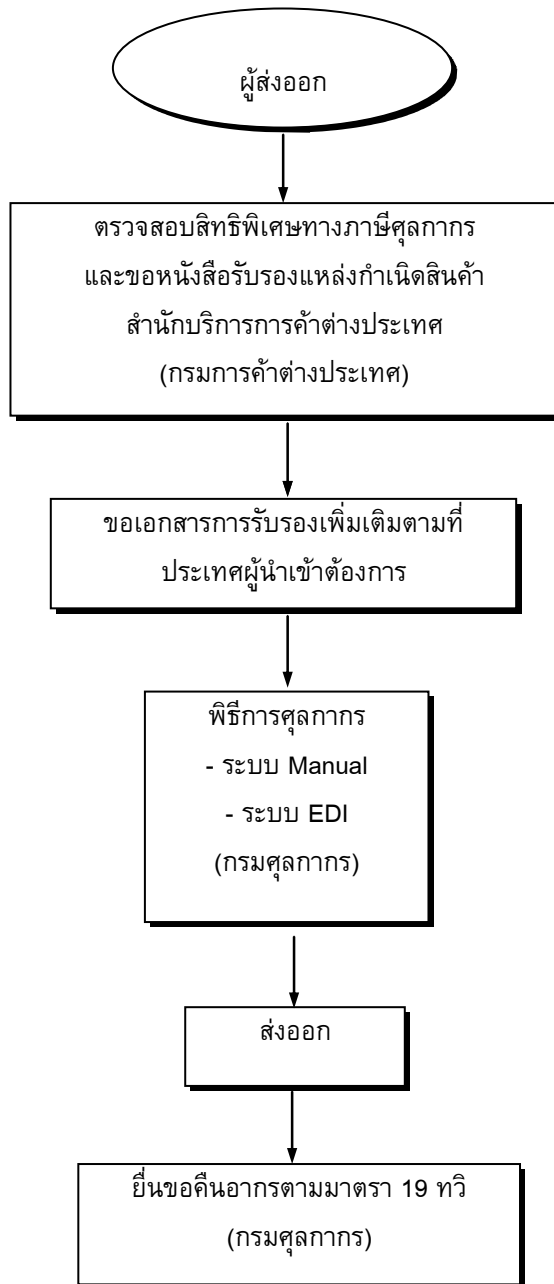 ผู้ส่งออก
ตรวจสอบสิทธิพิเศษทางภาษีศุลกากร
และขอหนังสือรับรองแหล่งกำเนิดสินค้า
สำนักบริการการค้าต่างประเทศ
(กรมการค้าต่างประเทศ)
ขอเอกสารการรับรองเพิ่มเติมตามที่
ประเทศผู้นำเข้าต้องการ
พิธีการศุลกากร
- ระบบ Manual
- ระบบ EDI
(กรมศุลกากร)
ส่งออก
ยื่นขอคืนอากรตามมาตรา 19 ทวิ
(กรมศุลกากร)